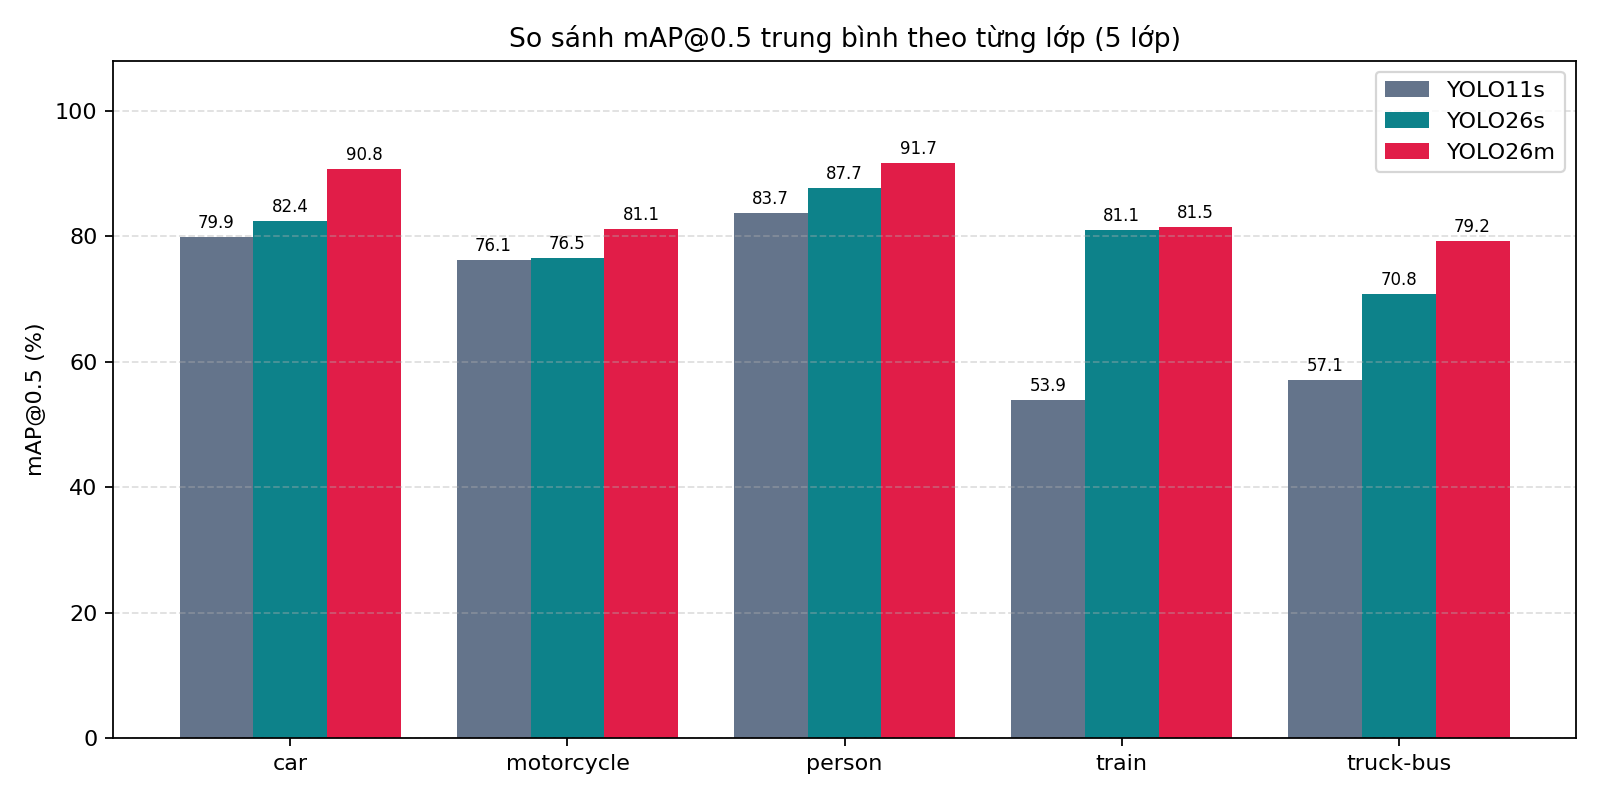 So sánh mAP@0.5 trung bình theo từng lớp (5 lớp)
mAP@0.5 (%)
100
80
60
40
20
0
YOLO11s
YOLO26s
YOLO26m
79.9
82.4
90.8
76.1
76.5
81.1
83.7
87.7
91.7
53.9
81.1
81.5
57.1
70.8
79.2
car
motorcycle
person
train
truck-bus